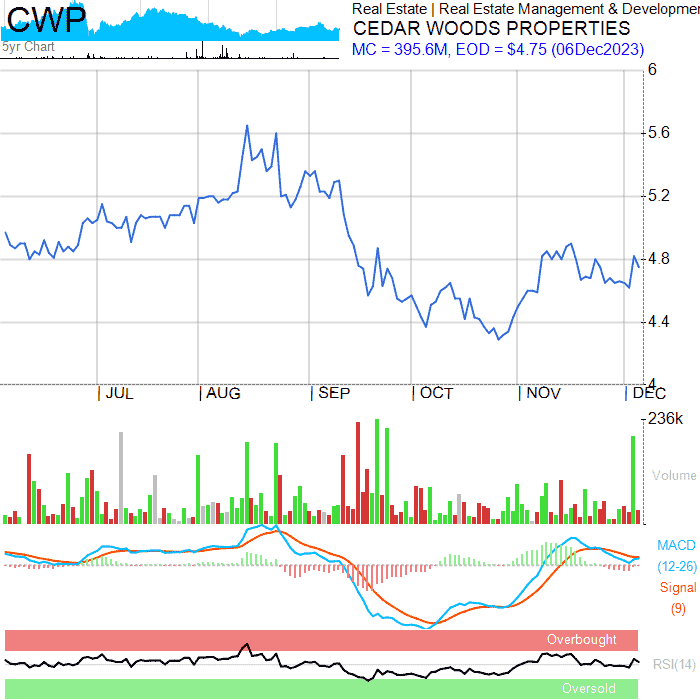 CWP
5yr Chart
Real Estate | Real Estate Management & Developmen
CEDAR WOODS PROPERTIES
MC = 395.6M, EOD = $4.75 (06Dec2023)
6
5.6
5.2
4.8
4.4
4
| JUL | AUG | SEP | OCT | NOV | DEC
236k
Volume
MACD
(12-26)
Signal
(9)
Overbought
RSI(14)
Oversold